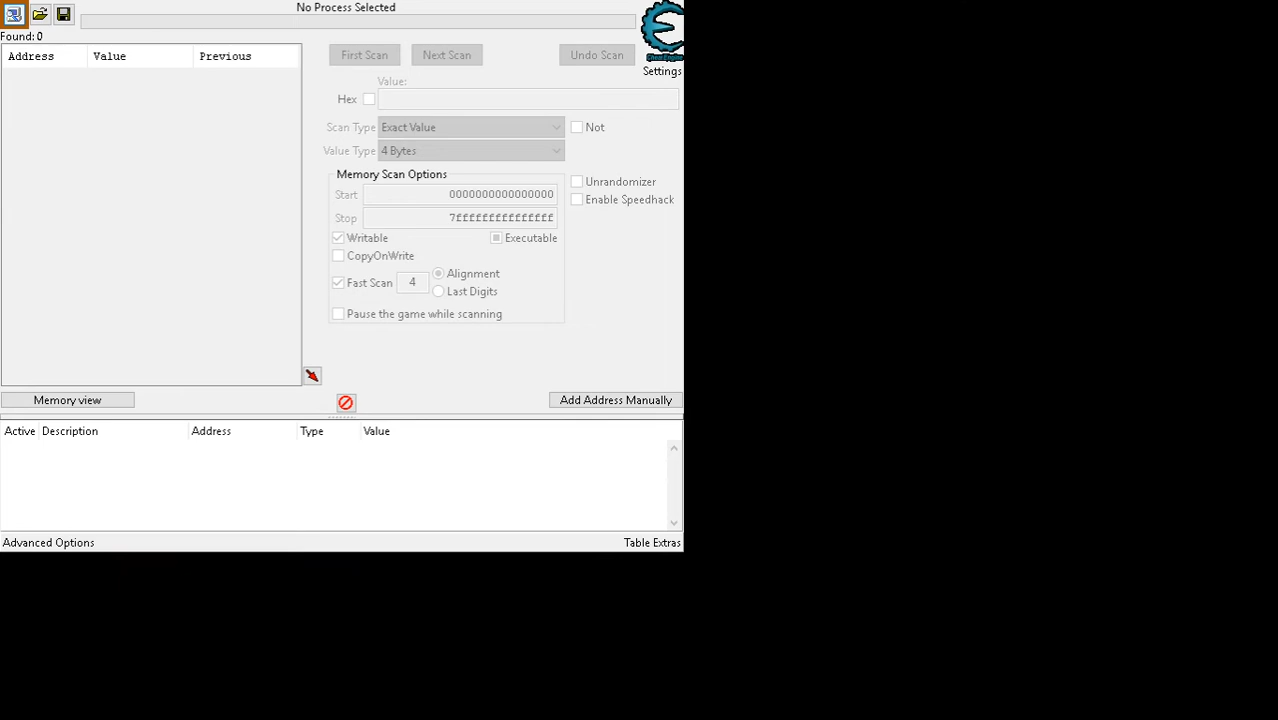 No Process Selected
Found: 0
Address Value Previous
First Scan Next Scan Undo Scan
Cheat Engine
Settings
Value:
Hex
Scan Type Exact Value Not
Value Type 4 Bytes
Memory Scan Options
Start 0000000000000000 Unrandomizer
Enable Speedhack
Stop 7fffffffffffffff
Writable Executable
CopyOnWrite
Fast Scan 4 Alignment
Last Digits
Pause the game while scanning
Memory view Add Address Manually
Active Description Address Type Value
Advanced Options Table Extras